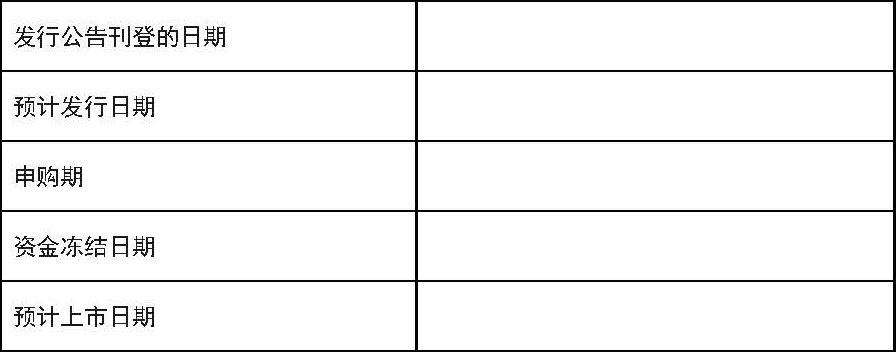 发行公告刊登的日期
预计发行日期
申购期
资金冻结日期
预计上市日期